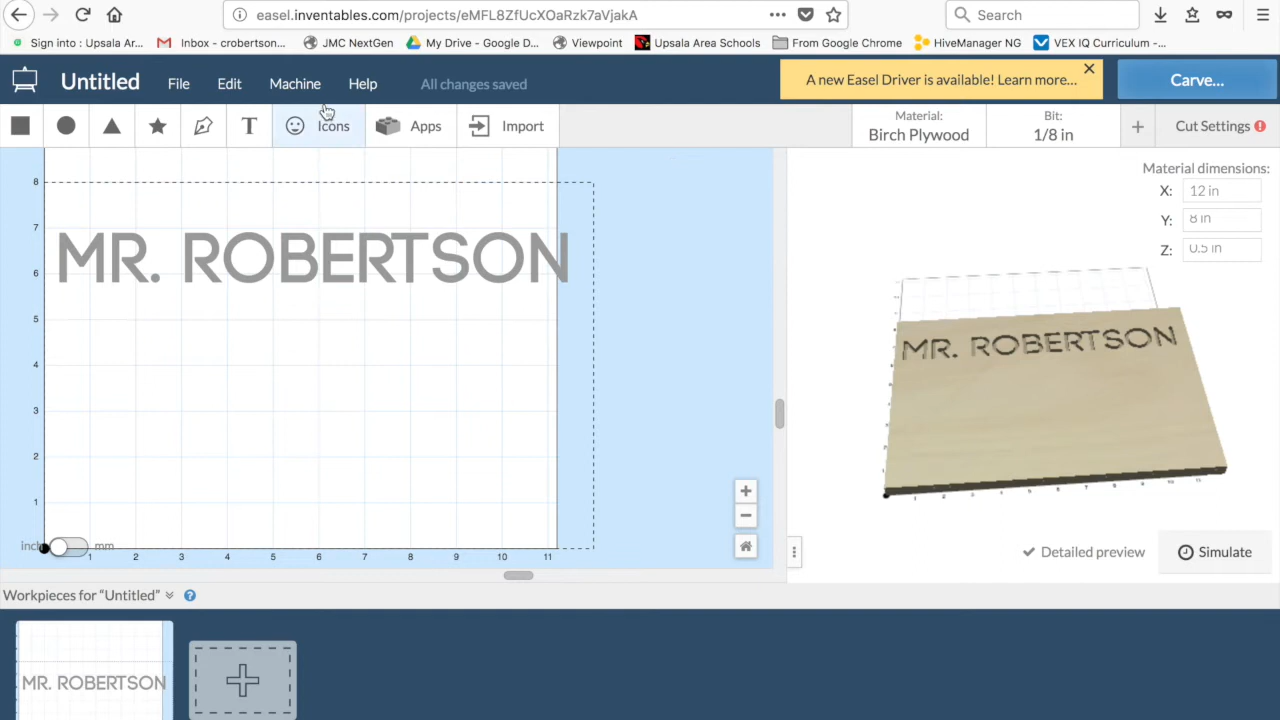 easel.inventables.com/projects/eMFL8ZfUcXOaRzk7aVjakA
Search
Sign into : Upsala Ar...
Inbox - crobertson...
JMC NextGen
My Drive - Google D...
Viewpoint
Upsala Area Schools
From Google Chrome
HiveManager NG
VEX IQ Curriculum -...
Untitled
File
Edit
Machine
Help
All changes saved
A new Easel Driver is available! Learn more...
Carve...
T
Icons
Apps
Import
Material:
Birch Plywood
Bit:
1/8 in
Cut Settings
Material dimensions:
X: 12 in
Y: 8 in
Z: 0.5 in
8
7
6
5
4
3
2
1
MR. ROBERTSON
inch
mm
1 2 3 4 5 6 7 8 9 10 11
MR. ROBERTSON
Detailed preview
Simulate
Workpieces for “Untitled”
MR. ROBERTSON